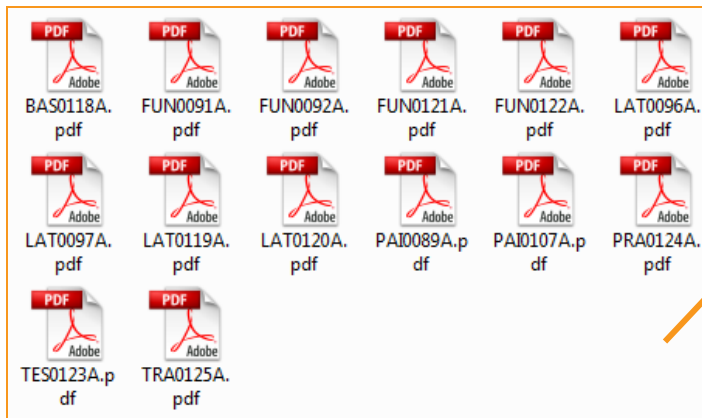 PDF PDF PDF PDF PDF PDF
Adobe Adobe Adobe Adobe Adobe Adobe
BAS0118A. FUN0091A. FUN0092A. FUN0121A. FUN0122A. LAT0096A.
pdf pdf pdf pdf pdf pdf
PDF PDF PDF PDF PDF PDF
Adobe Adobe Adobe Adobe Adobe Adobe
LAT0097A. LAT0119A. LAT0120A. PAI0089A.p PAI0107A.p PRA0124A.
pdf pdf pdf df df pdf
PDF PDF
Adobe Adobe
TES0123A.p TRA0125A.
df pdf